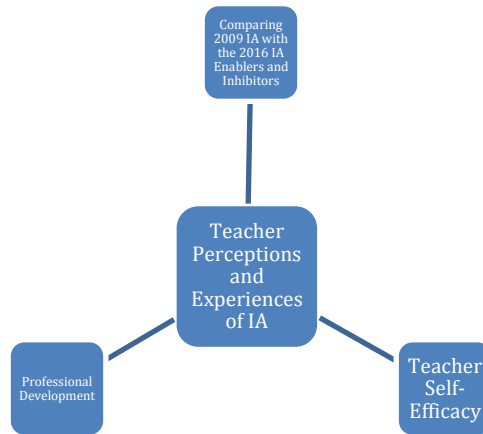 Comparing
2009 IA with
the 2016 IA
Enablers and
Inhibitors
Teacher
Perceptions
and
Experiences
of IA
Professional
Development
Teacher
Self-
Efficacy